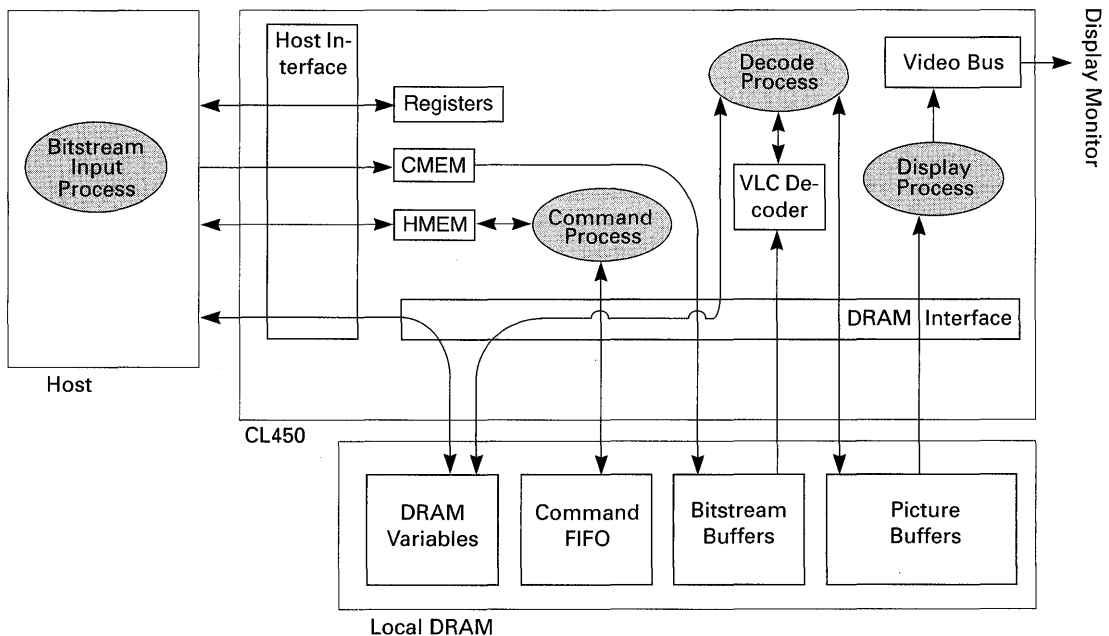 Host In-
terface
Decode
Process
Video Bus
Display Monitor
Registers
Bitstream
Input
Process
CMEM
VLC De-
coder
Display
Process
HMEM
Command
Process
DRAM Interface
Host
CL450
DRAM
Variables
Command
FIFO
Bitstream
Buffers
Picture
Buffers
Local DRAM